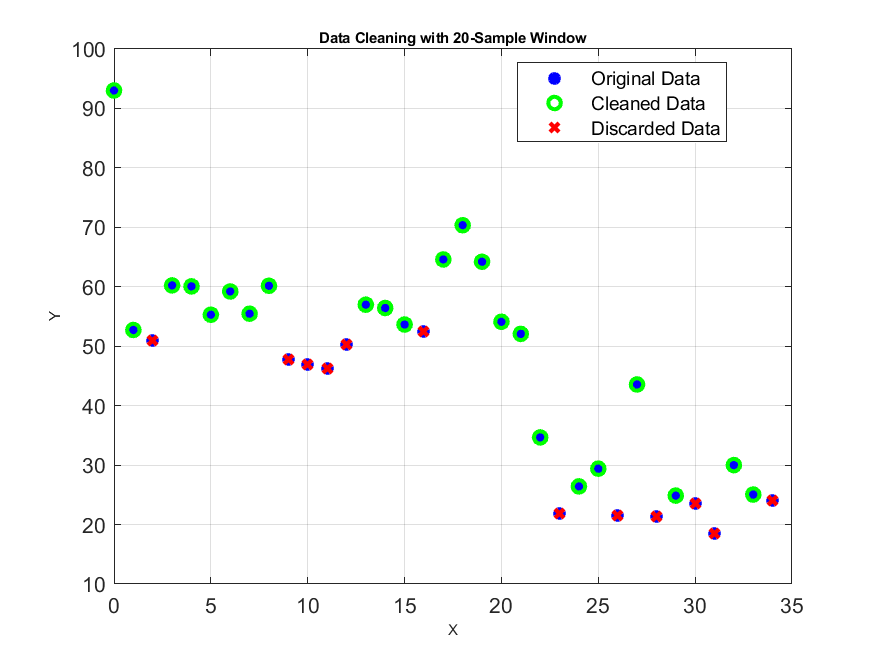 Data Cleaning with 20-Sample Window
100
90
80
70
60
50
40
30
20
10
Y
Original Data
Cleaned Data
Discarded Data
0 5 10 15 20 25 30 35
X